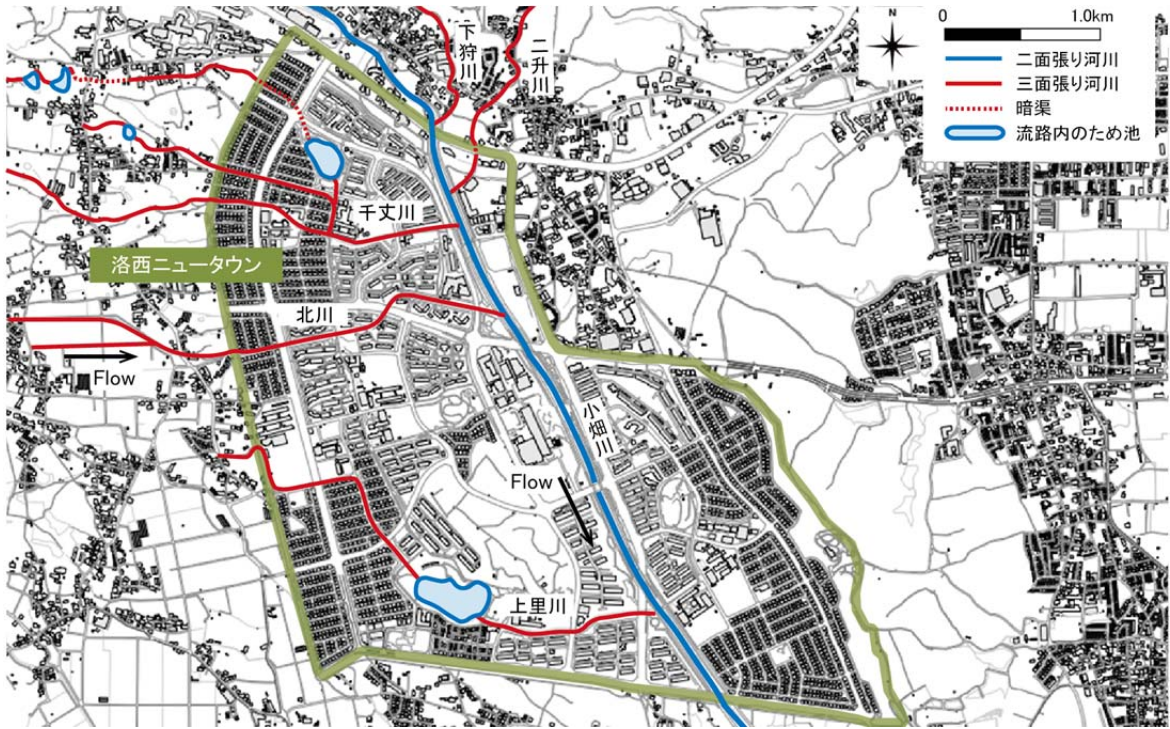 0 1.0km
N
二面張り河川
三面張り河川
暗渠
流路内のため池
下狩川
二升川
千丈川
洛西ニュータウン
北川
Flow
小畑川
Flow
上里川